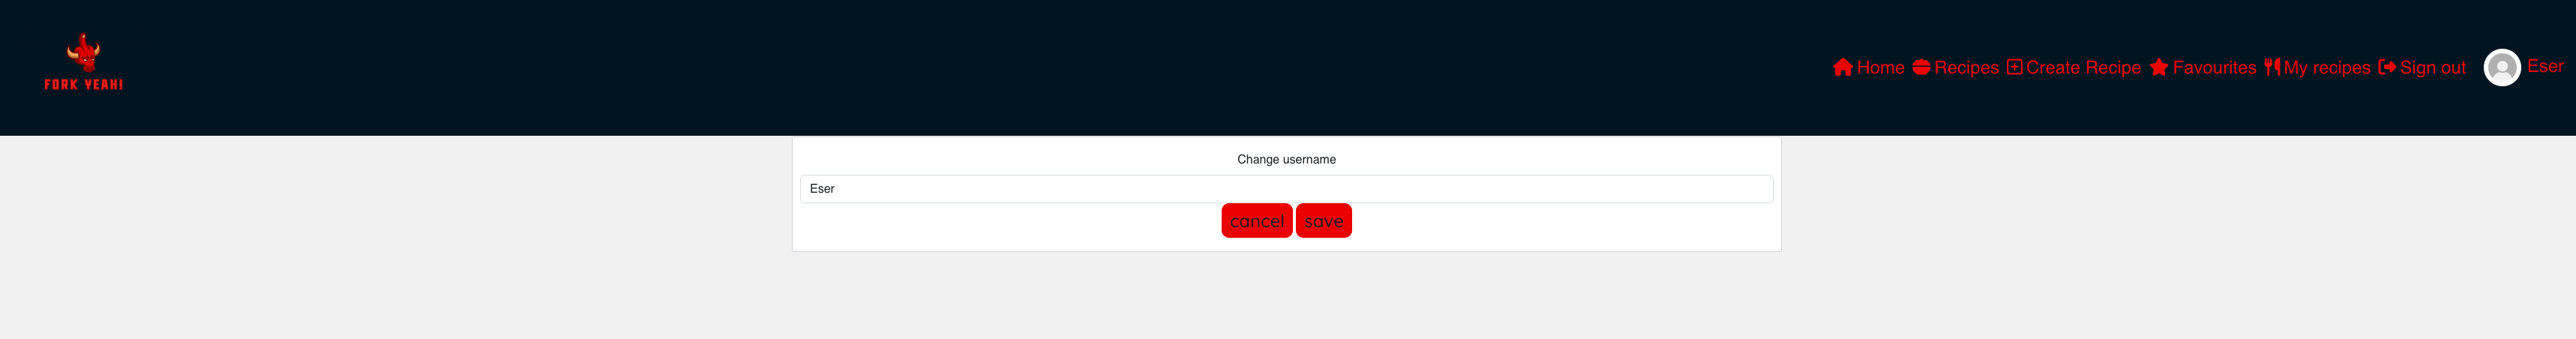 FORK YEAH!
Home Recipes Create Recipe Favourites My recipes Sign out Eser
Change username
Eser
cancel save